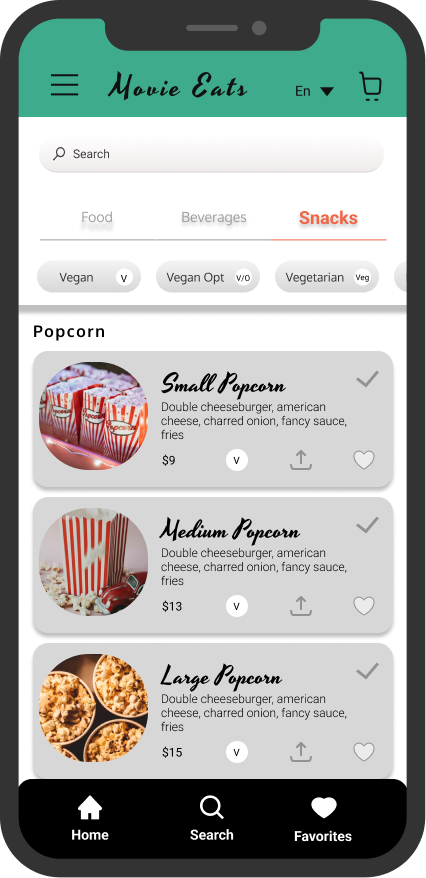 Movie Eats
En
Search
Food Beverages Snacks
Vegan V Vegan Opt V/O Vegetarian Veg
Popcorn
Small Popcorn
Double cheeseburger, american
cheese, charred onion, fancy sauce,
fries
$9 V
Medium Popcorn
Double cheeseburger, american
cheese, charred onion, fancy sauce,
fries
$13 V
Large Popcorn
Double cheeseburger, american
cheese, charred onion, fancy sauce,
fries
$15 V
Home Search Favorites